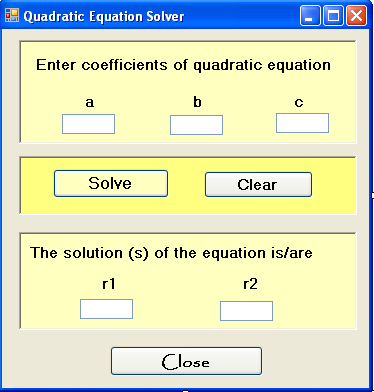 Quadratic Equation Solver
Enter coefficients of quadratic equation
a b c
Solve Clear
The solution (s) of the equation is/are
r1 r2
Close